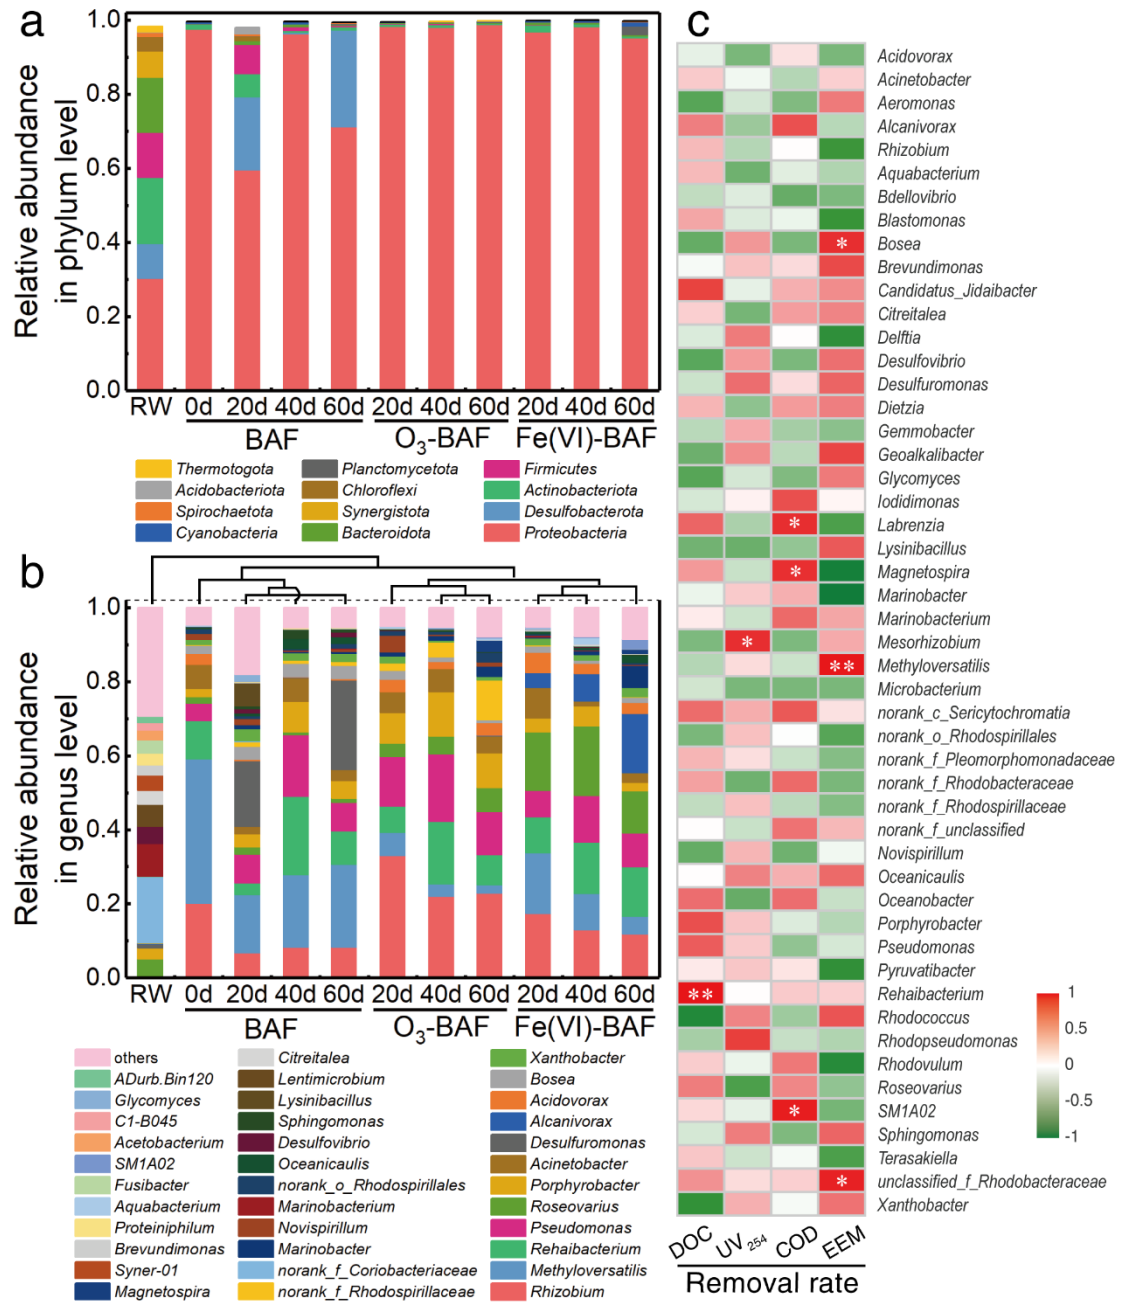 a
Relative abundance
in phylum level
1.0
0.8
0.6
0.4
0.2
0.0
RW 0d 20d 40d 60d 20d 40d 60d 20d 40d 60d
BAF O3-BAF Fe(VI)-BAF
Thermotogota Planctomycetota Firmicutes
Acidobacteriota Chloroflexi Actinobacteriota
Spirochaetota Synergistota Desulfobacterota
Cyanobacteria Bacteroidota Proteobacteria
b
Relative abundance
in genus level
1.0
0.8
0.6
0.4
0.2
0.0
RW 0d 20d 40d 60d 20d 40d 60d 20d 40d 60d
BAF O3-BAF Fe(VI)-BAF
others Citreitalea Xanthobacter
ADurb.Bin120 Lentimicrobium Bosea
Glycomyces Lysinibacillus Acidovorax
C1-B045 Sphingomonas Alcanivorax
Acetobacterium Desulfovibrio Desulfuromonas
SM1A02 Oceanicaulis Acinetobacter
Fusibacter norank_o_Rhodospirillales Porphyrobacter
Aquabacterium Marinobacterium Roseovarius
Proteiniphilum Novispirillum Pseudomonas
Brevundimonas Marinobacter Rehaibacterium
Syner-01 norank_f_Coriobacteriaceae Methyloversatilis
Magnetospira norank_f_Rhodospirillaceae Rhizobium
c
Acidovorax
Acinetobacter
Aeromonas
Alcanivorax
Rhizobium
Aquabacterium
Bdellovibrio
Blastomonas
* Bosea
Brevundimonas
Candidatus_Jidaibacter
Citreitalea
Delftia
Desulfovibrio
Desulfuromonas
Dietzia
Gemmobacter
Geoalkalibacter
Glycomyces
Iodidimonas
* Labrenzia
Lysinibacillus
* Magnetospira
Marinobacter
Marinobacterium
* Mesorhizobium
** Methyloversatilis
Microbacterium
norank_c_Sericytochromatia
norank_o_Rhodospirillales
norank_f_Pleomorphomonadaceae
norank_f_Rhodobacteraceae
norank_f_Rhodospirillaceae
norank_f_unclassified
Novispirillum
Oceanicaulis
Oceanobacter
Porphyrobacter
Pseudomonas
Pyruvatibacter
** Rehaibacterium
Rhodococcus
Rhodopseudomonas
Rhodovulum
Roseovarius
* SM1A02
Sphingomonas
Terasakiella
* unclassified_f_Rhodobacteraceae
Xanthobacter
DOC UV254 COD EEM
Removal rate
1
0.5
0
-0.5
-1